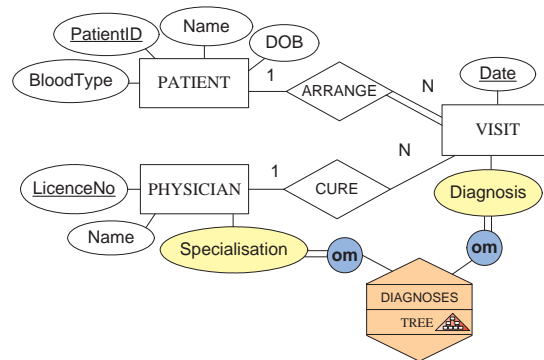 Name
PatientID
DOB
BloodType
PATIENT
1
ARRANGE
N
Date
VISIT
LicenceNo
PHYSICIAN
1
CURE
N
Name
Specialisation
Diagnosis
om
om
DIAGNOSES
TREE